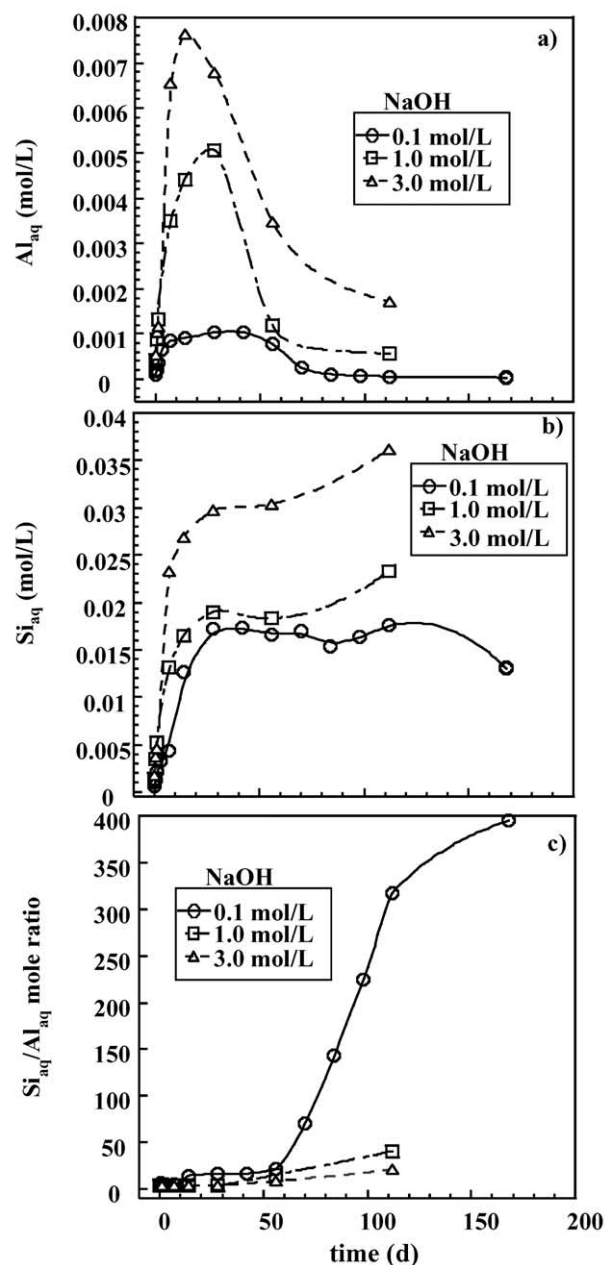 0.008
a)
0.007
NaOH
0.006
0.1 mol/L
0.005
1.0 mol/L
0.004
3.0 mol/L
0.003
0.002
0.001
0
Al_aq (mol/L)
0.04
b)
NaOH
0.035
0.1 mol/L
0.03
1.0 mol/L
0.025
3.0 mol/L
0.02
0.015
0.01
0.005
0
Si_aq (mol/L)
400
c)
350
NaOH
300
0.1 mol/L
1.0 mol/L
250
3.0 mol/L
200
150
100
50
0
Si_aq/Al_aq mole ratio
0 50 100 150 200
time (d)